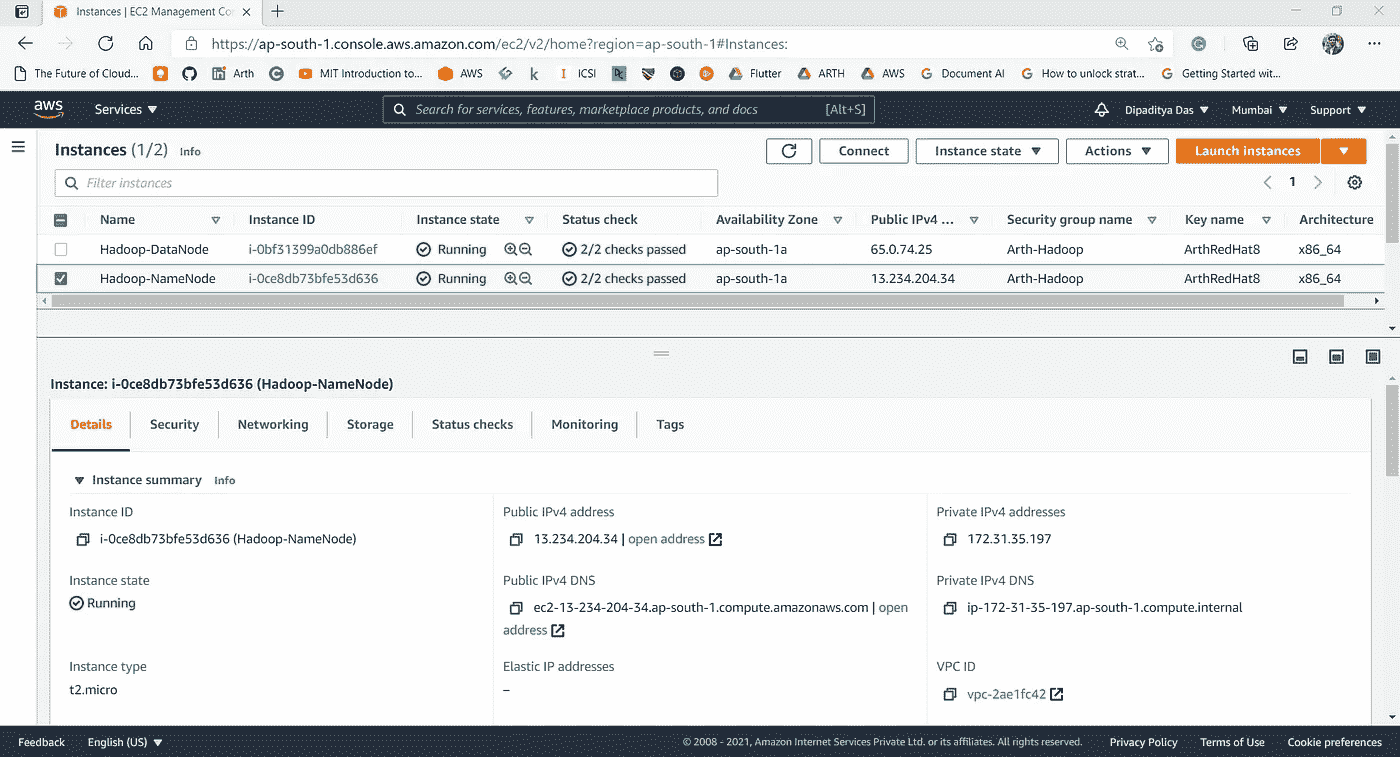 Instances | EC2 Management Con
https://ap-south-1.console.aws.amazon.com/ec2/v2/home?region=ap-south-1#Instances:
The Future of Cloud... Arth MIT Introduction to... AWS k ICSI Flutter ARTH AWS Document AI How to unlock strat... Getting Started wit...
aws Services Search for services, features, marketplace products, and docs [Alt+S] Dipaditya Das Mumbai Support
Instances (1/2) Info Connect Instance state Actions Launch instances
Filter instances 1
Name Instance ID Instance state Status check Availability Zone Public IPv4 ... Security group name Key name Architecture
Hadoop-DataNode i-0bf31399a0db886ef Running 2/2 checks passed ap-south-1a 65.0.74.25 Arth-Hadoop ArthRedHat8 x86_64
Hadoop-NameNode i-0ce8db73bfe53d636 Running 2/2 checks passed ap-south-1a 13.234.204.34 Arth-Hadoop ArthRedHat8 x86_64
Instance: i-0ce8db73bfe53d636 (Hadoop-NameNode)
Details Security Networking Storage Status checks Monitoring Tags
Instance summary Info
Instance ID Public IPv4 address Private IPv4 addresses
i-0ce8db73bfe53d636 (Hadoop-NameNode) 13.234.204.34 | open address 172.31.35.197
Instance state Public IPv4 DNS Private IPv4 DNS
Running ec2-13-234-204-34.ap-south-1.compute.amazonaws.com | open address ip-172-31-35-197.ap-south-1.compute.internal
Instance type Elastic IP addresses VPC ID
t2.micro – vpc-2ae1fc42
Feedback English (US) © 2008 - 2021, Amazon Internet Services Private Ltd. or its affiliates. All rights reserved. Privacy Policy Terms of Use Cookie preferences